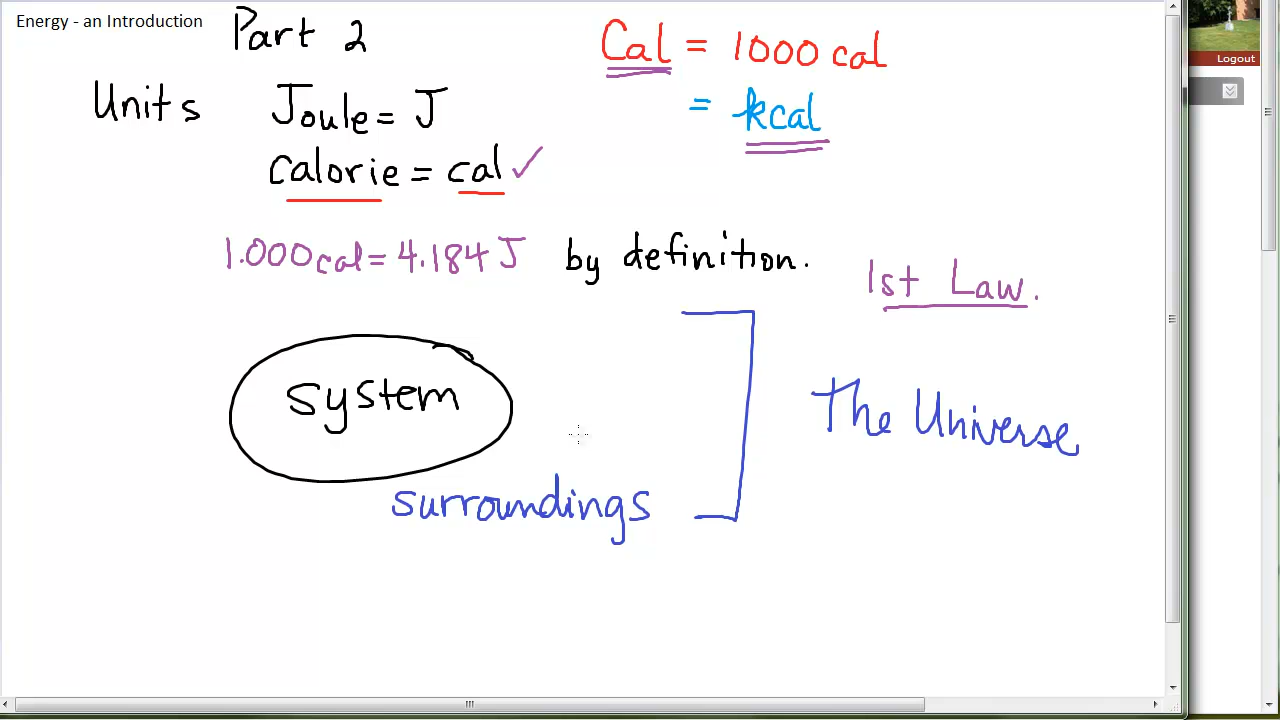 Energy - an Introduction
Part 2
Cal = 1000 cal
= kcal
Logout
Units Joule = J
calorie = cal ✓
1.000 cal = 4.184 J by definition.
1st Law.
system
The Universe
surroundings